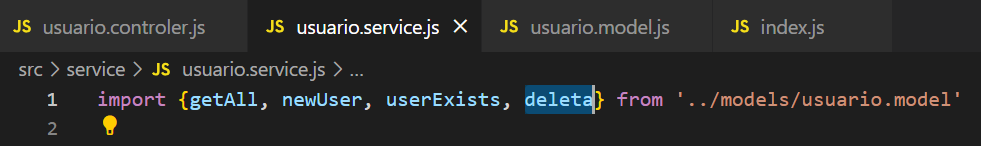 JS usuario.controler.js JS usuario.service.js × JS usuario.model.js JS index.js
src > service > JS usuario.service.js > ...
1 import {getAll, newUser, userExists, deleta} from '../models/usuario.model'
2